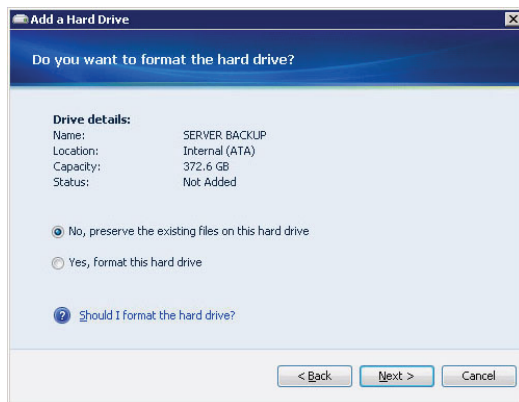 Add a Hard Drive
Do you want to format the hard drive?
Drive details:
Name: SERVER BACKUP
Location: Internal (ATA)
Capacity: 372.6 GB
Status: Not Added
No, preserve the existing files on this hard drive
Yes, format this hard drive
Should I format the hard drive?
< Back Next > Cancel